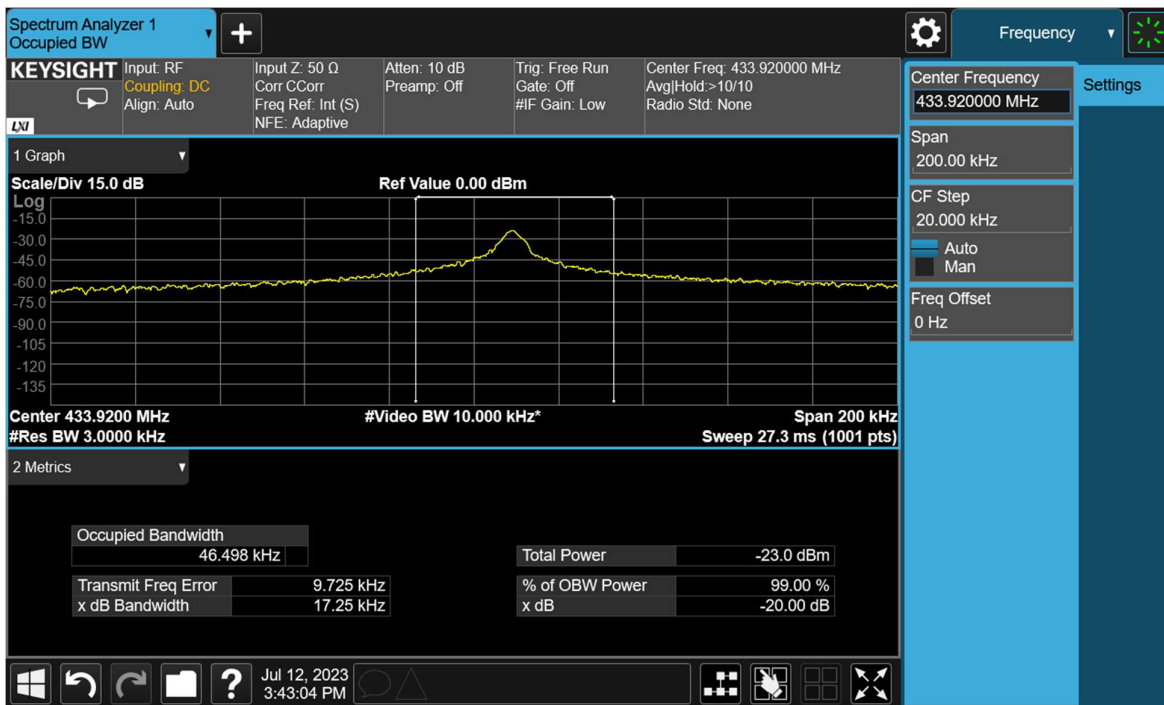 Spectrum Analyzer 1
Occupied BW
+
Frequency
KEYSIGHT
LXI
Input: RF
Coupling: DC
Align: Auto
Input Z: 50 Ω
Corr CCorr
Freq Ref: Int (S)
NFE: Adaptive
Atten: 10 dB
Preamp: Off
Trig: Free Run
Gate: Off
#IF Gain: Low
Center Freq: 433.920000 MHz
Avg|Hold:>10/10
Radio Std: None
Center Frequency
433.920000 MHz
Settings
Span
200.00 kHz
CF Step
20.000 kHz
Auto
Man
Freq Offset
0 Hz
1 Graph
Scale/Div 15.0 dB
Ref Value 0.00 dBm
Log
-15.0
-30.0
-45.0
-60.0
-75.0
-90.0
-105
-120
-135
Center 433.9200 MHz
#Video BW 10.000 kHz*
Span 200 kHz
#Res BW 3.0000 kHz
Sweep 27.3 ms (1001 pts)
2 Metrics
Occupied Bandwidth
46.498 kHz
Total Power -23.0 dBm
Transmit Freq Error 9.725 kHz
% of OBW Power 99.00 %
x dB Bandwidth 17.25 kHz
x dB -20.00 dB
?
Jul 12, 2023
3:43:04 PM